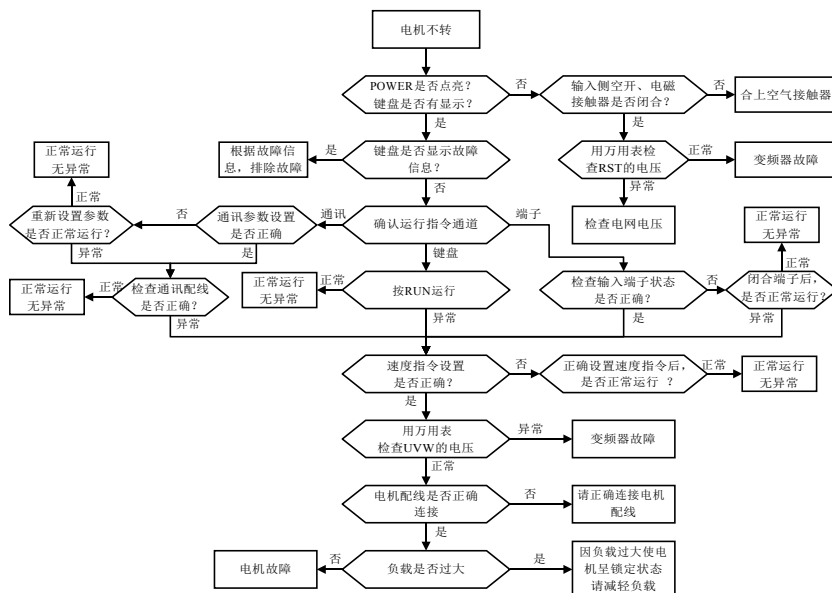 电机不转
POWER是否点亮？
键盘是否有显示？
否
输入侧空开、电磁
接触器是否闭合？
否
合上空气接触器
是
是
正常运行
无异常
根据故障信
息，排除故障
是
键盘是否显示故障
信息？
用万用表检
查RST的电压
正常
变频器故障
正常
否
异常
重新设置参数
是否正常运行？
否
通讯参数设置
是否正确
通讯
确认运行指令通道
端子
检查电网电压
正常运行
无异常
异常
是
键盘
正常
正常运行
无异常
正常
检查通讯配线
是否正确？
正常运行
无异常
正常
按RUN运行
检查输入端子状态
是否正确？
否
闭合端子后，
是否正常运行？
异常
异常
是
异常
速度指令设置
是否正确？
否
正确设置速度指令后，
是否正常运行 ？
正常
正常运行
无异常
是
用万用表
检查UVW的电压
异常
变频器故障
正常
电机配线是否正确
连接
否
请正确连接电机
配线
是
电机故障
否
负载是否过大
是
因负载过大使电
机呈锁定状态
请减轻负载